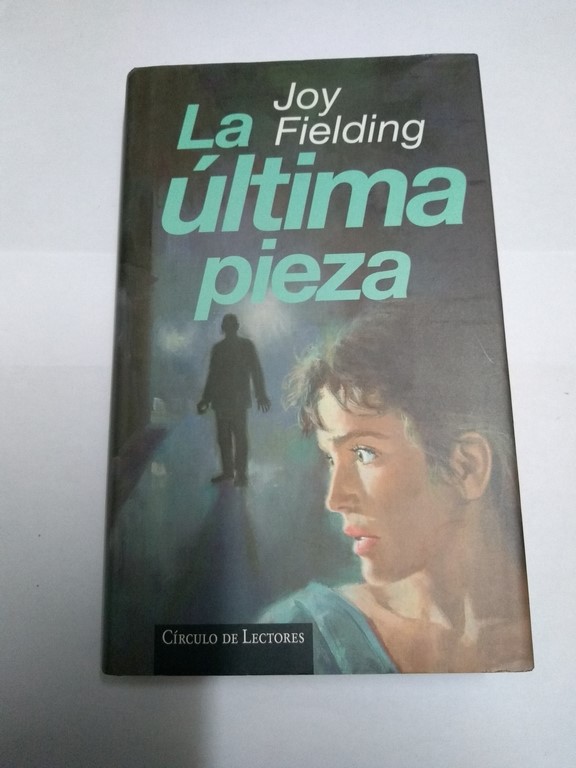 Joy
Fielding
La
última
pieza
CÍRCULO DE LECTORES